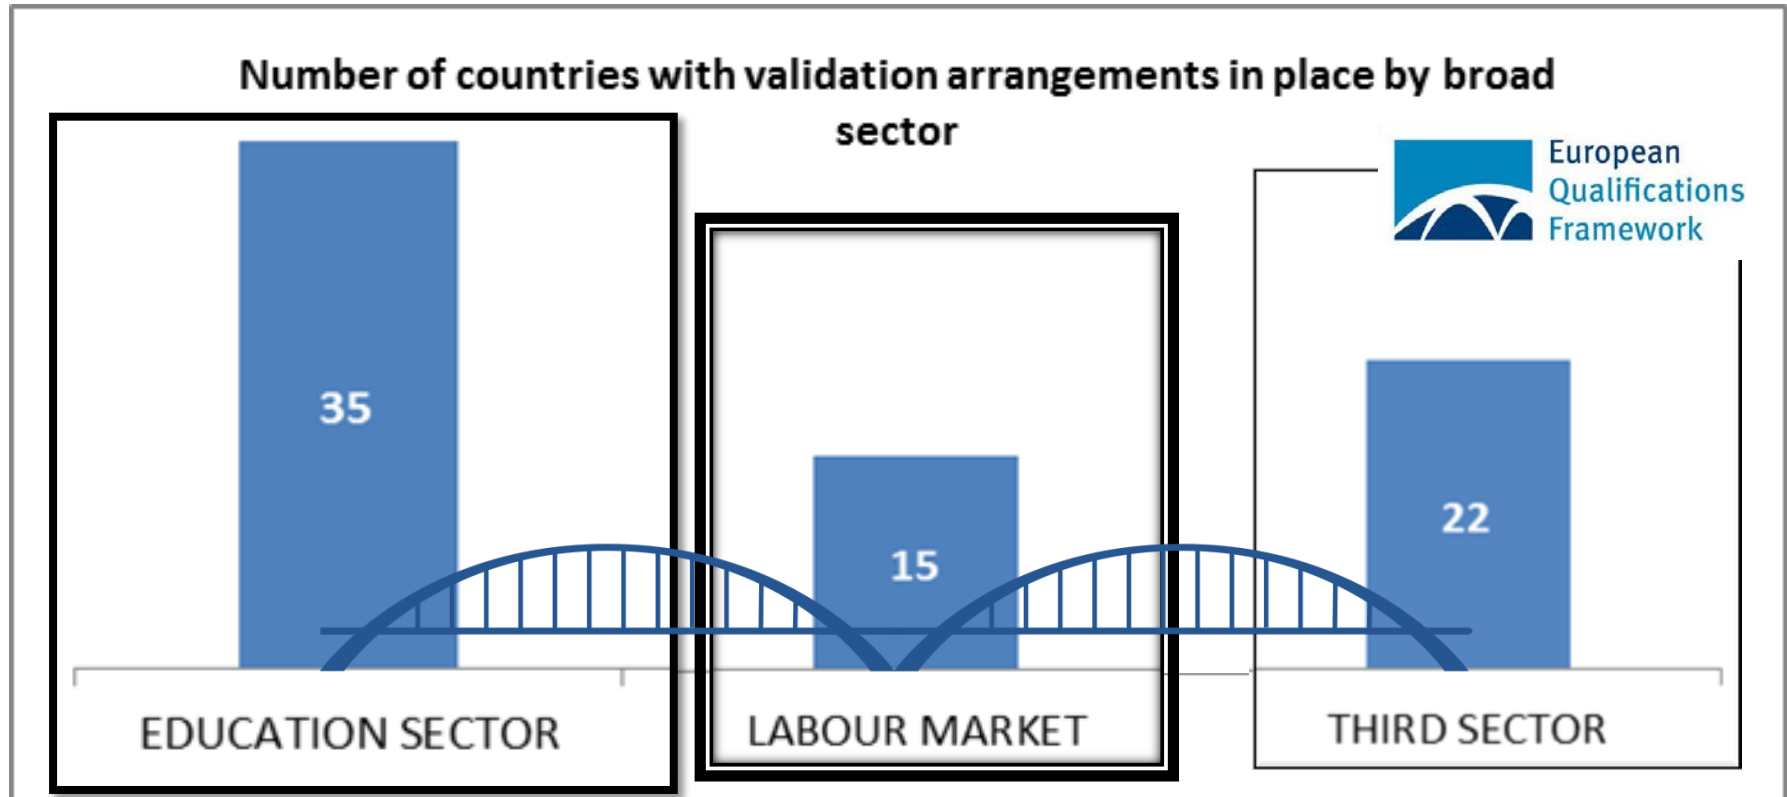 Number of countries with validation arrangements in place by broad
sector
European
Qualifications
Framework
35
15
22
EDUCATION SECTOR
LABOUR MARKET
THIRD SECTOR